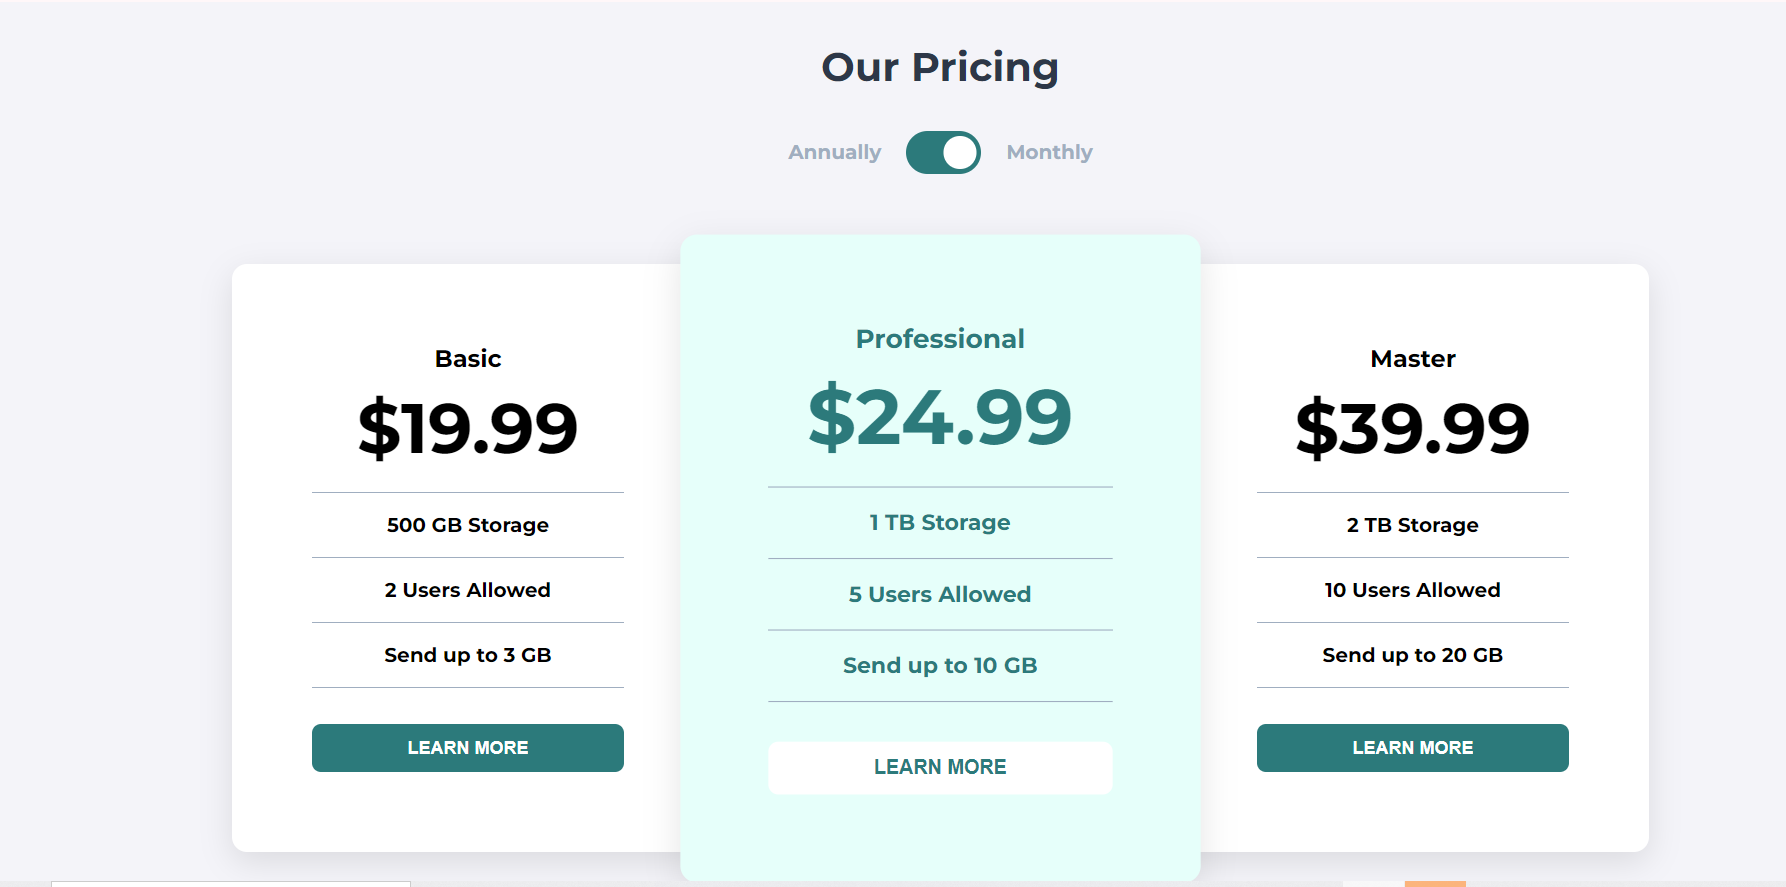 Our Pricing
Annually
Monthly
Basic
$19.99
500 GB Storage
2 Users Allowed
Send up to 3 GB
LEARN MORE
Professional
$24.99
1 TB Storage
5 Users Allowed
Send up to 10 GB
LEARN MORE
Master
$39.99
2 TB Storage
10 Users Allowed
Send up to 20 GB
LEARN MORE